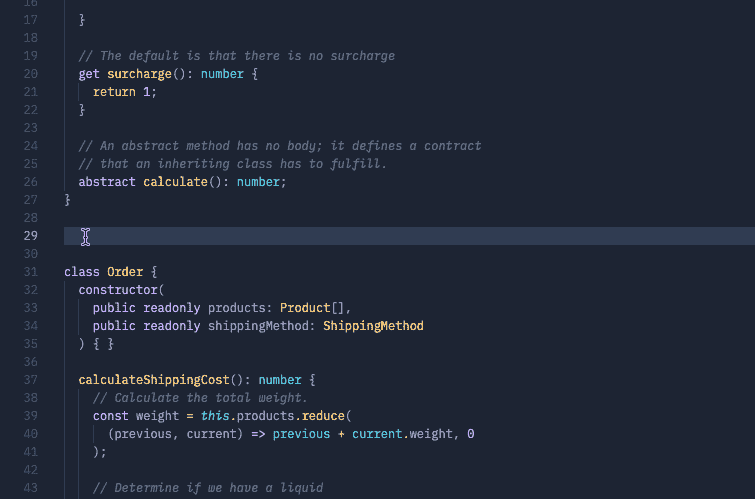 16
17 }
18
19 // The default is that there is no surcharge
20 get surcharge(): number {
21 return 1;
22 }
23
24 // An abstract method has no body; it defines a contract
25 // that an inheriting class has to fulfill.
26 abstract calculate(): number;
27 }
28
29
30
31 class Order {
32 constructor(
33 public readonly products: Product[],
34 public readonly shippingMethod: ShippingMethod
35 ) { }
36
37 calculateShippingCost(): number {
38 // Calculate the total weight.
39 const weight = this.products.reduce(
40 (previous, current) => previous + current.weight, 0
41 );
42
43 // Determine if we have a liquid